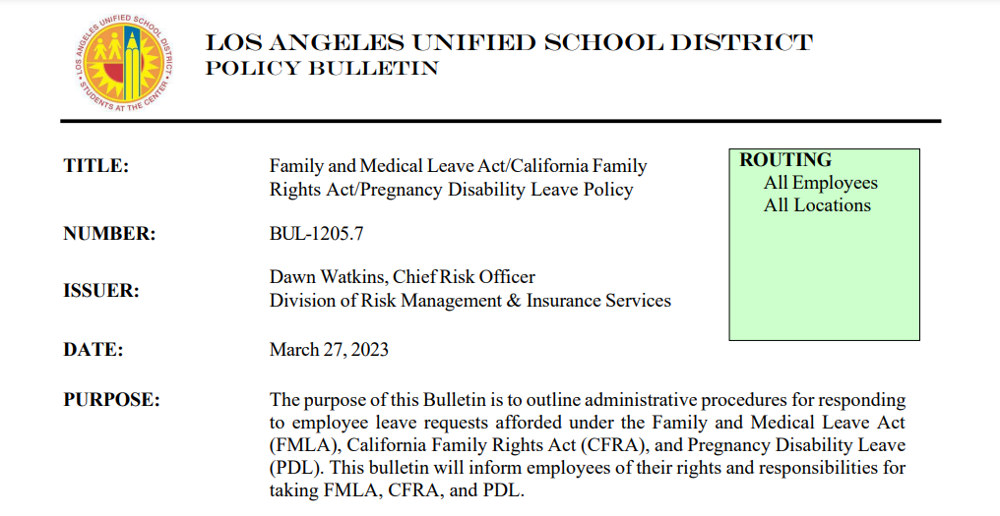 LOS ANGELES UNIFIED SCHOOL DISTRICT
• STUDENTS AT THE CENTER •
LOS ANGELES UNIFIED SCHOOL DISTRICT
POLICY BULLETIN
TITLE: Family and Medical Leave Act/California Family
Rights Act/Pregnancy Disability Leave Policy
ROUTING
All Employees
All Locations
NUMBER: BUL-1205.7
ISSUER: Dawn Watkins, Chief Risk Officer
Division of Risk Management & Insurance Services
DATE: March 27, 2023
PURPOSE: The purpose of this Bulletin is to outline administrative procedures for responding
to employee leave requests afforded under the Family and Medical Leave Act
(FMLA), California Family Rights Act (CFRA), and Pregnancy Disability Leave
(PDL). This bulletin will inform employees of their rights and responsibilities for
taking FMLA, CFRA, and PDL.